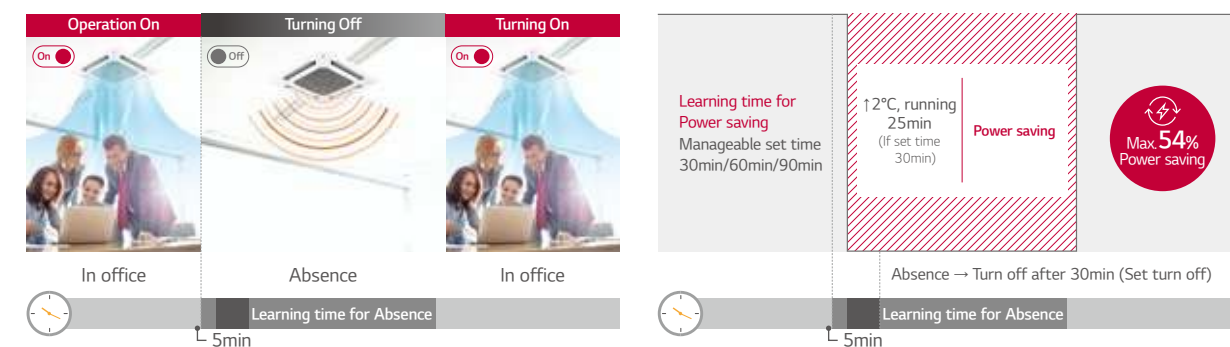 Operation On
Turning Off
Turning On
On
Off
On
In office
Absence
In office
Learning time for Absence
5min
Learning time for
Power saving
Manageable set time
30min/60min/90min
↑2°C, running
25min
(If set time
30min)
Power saving
Max.54%
Power saving
Absence → Turn off after 30min (Set turn off)
Learning time for Absence
5min